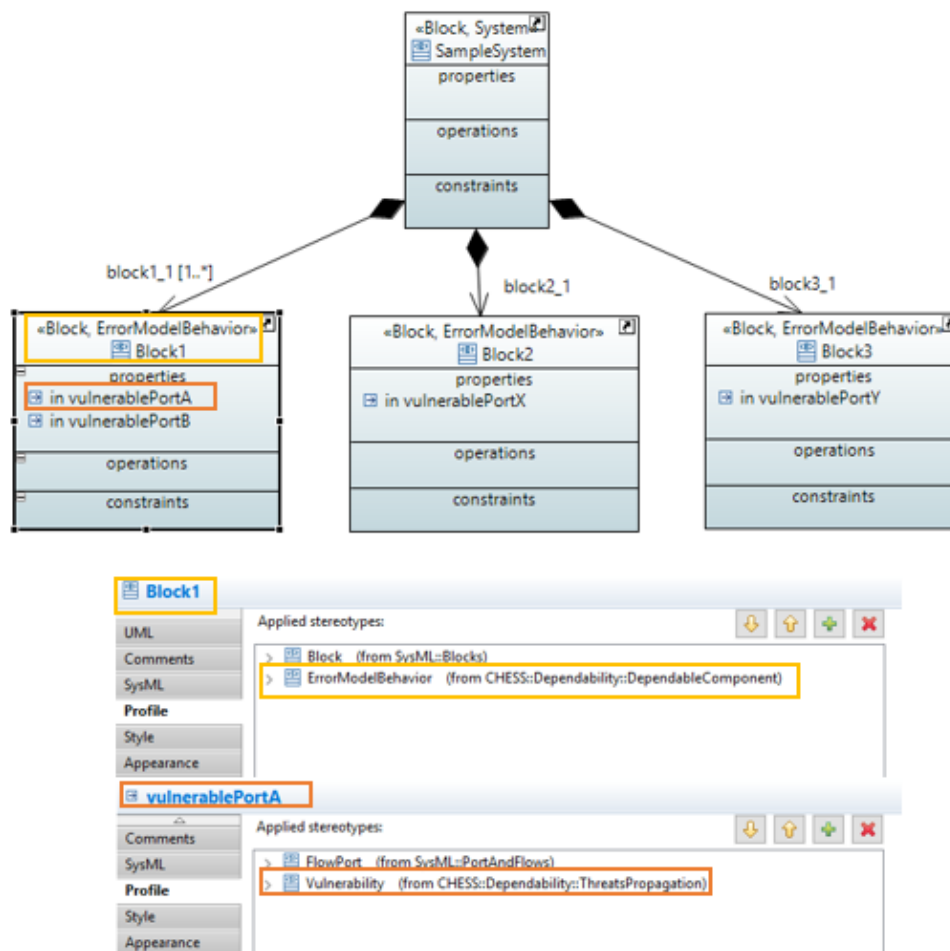 «Block, System»
SampleSystem
properties
operations
constraints
block1_1 [1..*]
block2_1
block3_1
«Block, ErrorModelBehavior»
Block1
properties
in vulnerablePortA
in vulnerablePortB
operations
constraints
«Block, ErrorModelBehavior»
Block2
properties
in vulnerablePortX
operations
constraints
«Block, ErrorModelBehavior»
Block3
properties
in vulnerablePortY
operations
constraints
Block1
UML
Comments
SysML
Profile
Style
Appearance
Applied stereotypes:
Block (from SysML::Blocks)
ErrorModelBehavior (from CHESS::Dependability::DependableComponent)
vulnerablePortA
Comments
SysML
Profile
Style
Appearance
Applied stereotypes:
FlowPort (from SysML::PortAndFlows)
Vulnerability (from CHESS::Dependability::ThreatsPropagation)